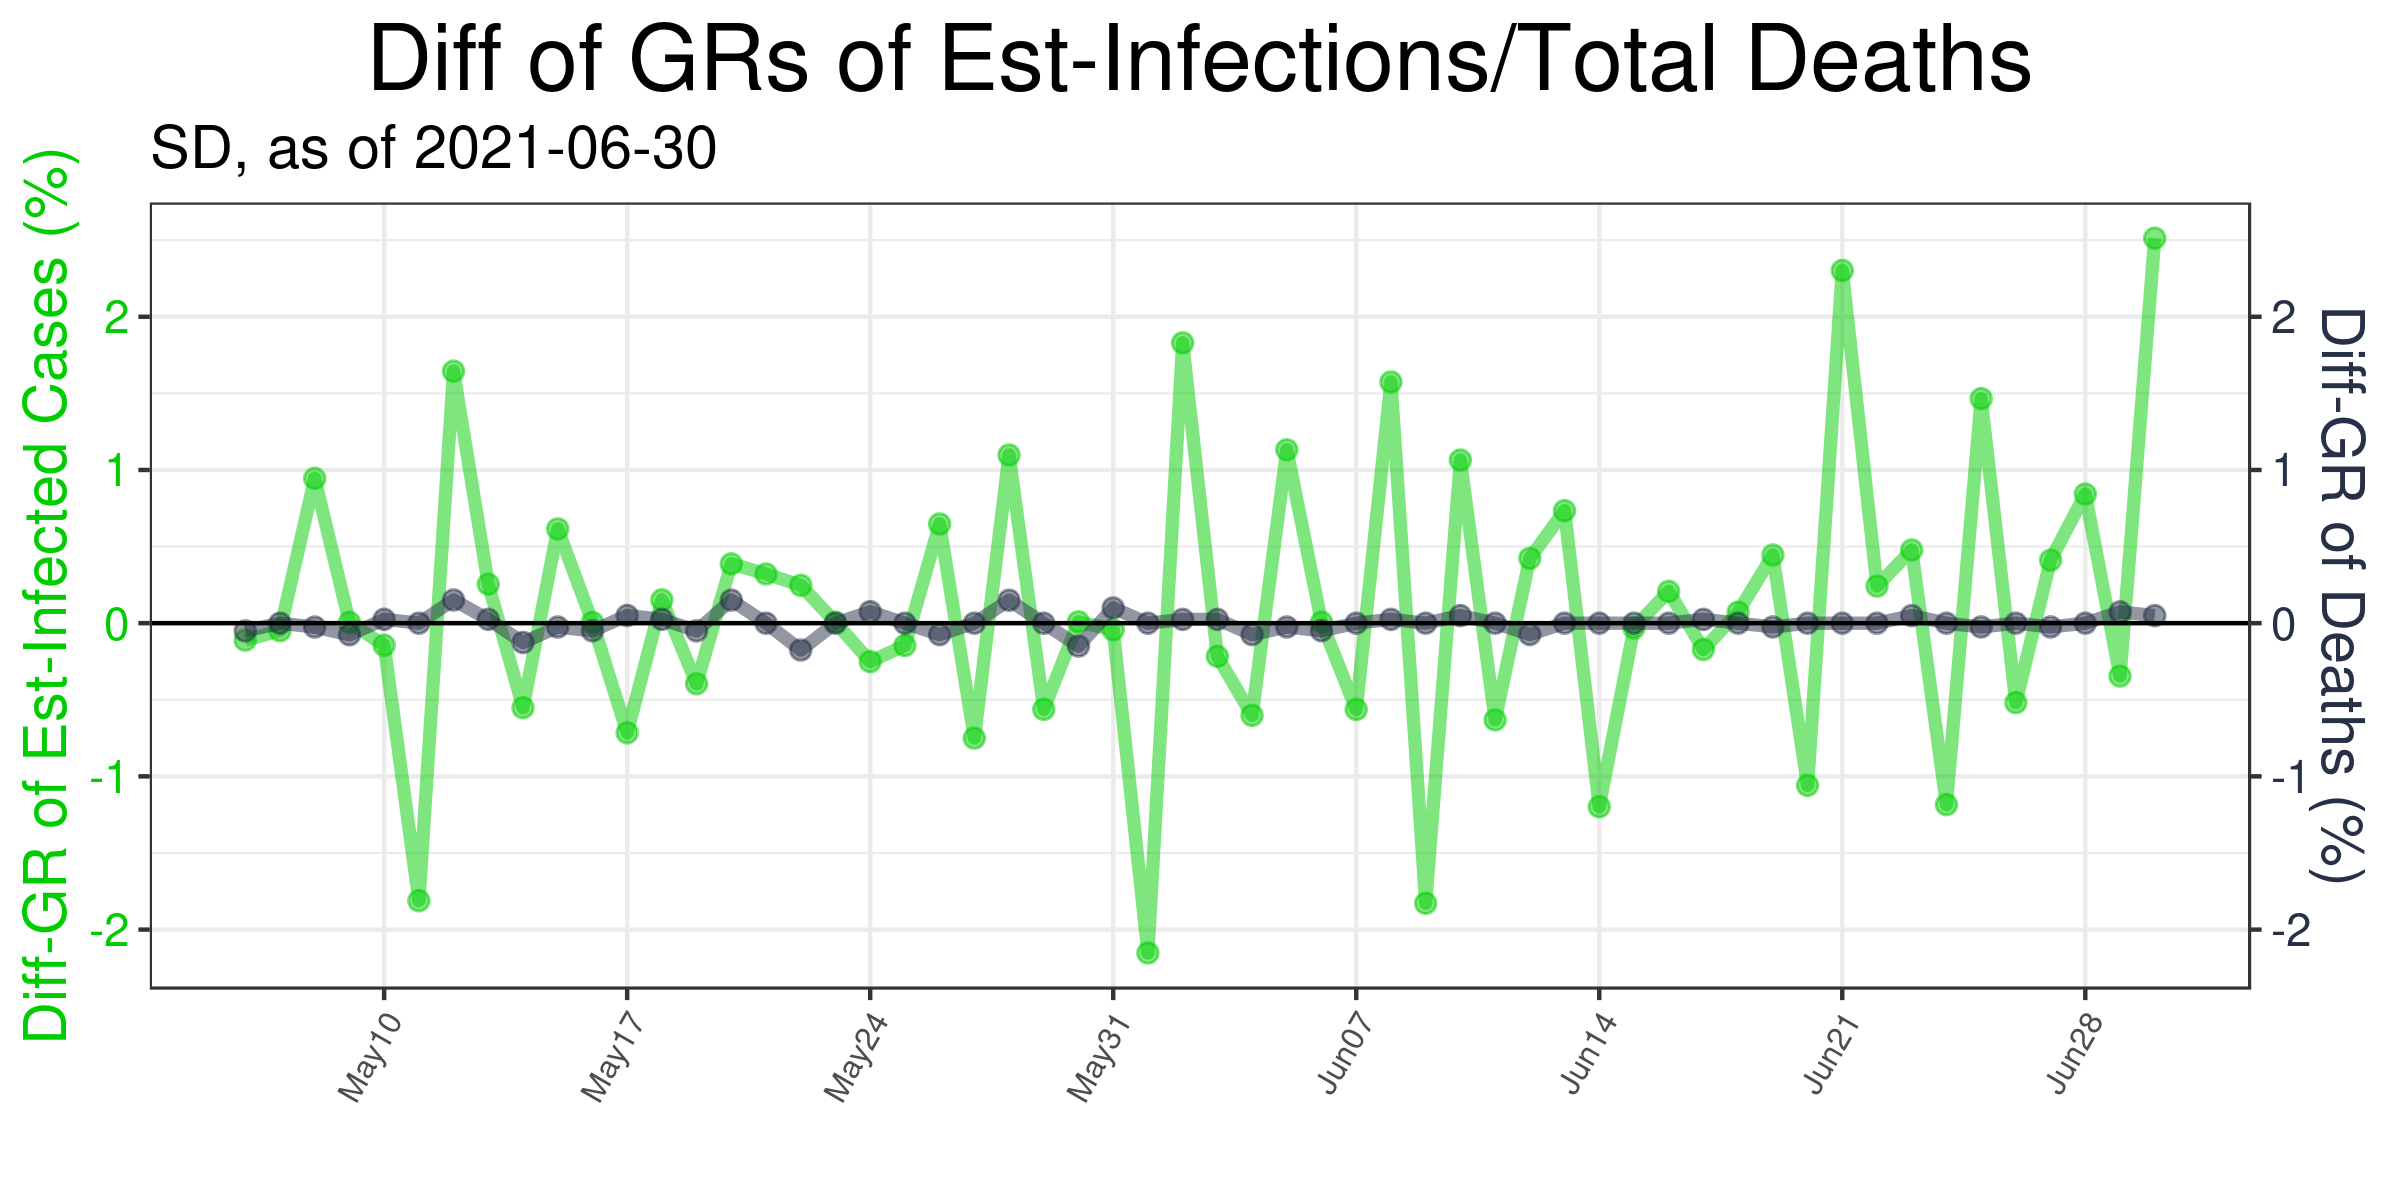 Diff of GRs of Est-Infections/Total Deaths
SD, as of 2021-06-30
Diff-GR of Est-Infected Cases (%)
2
1
0
-1
-2
2
1
0
-1
-2
Diff-GR of Deaths (%)
May10
May17
May24
May31
Jun07
Jun14
Jun21
Jun28